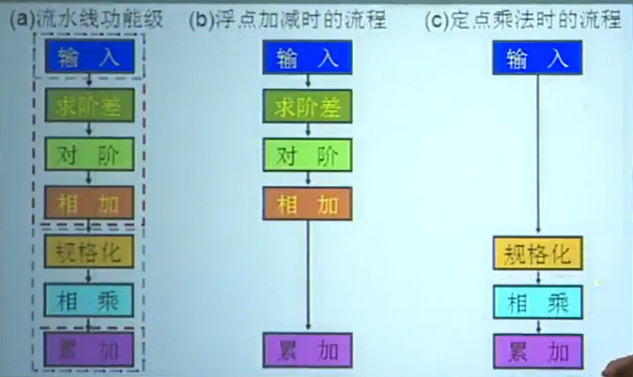 (a)流水线功能级 (b)浮点加减时的流程 (c)定点乘法时的流程
输 入 输 入 输 入
求阶差 求阶差
对 阶 对 阶
相 加 相 加
规格化 规格化
相 乘 相 乘
累 加 累 加 累 加